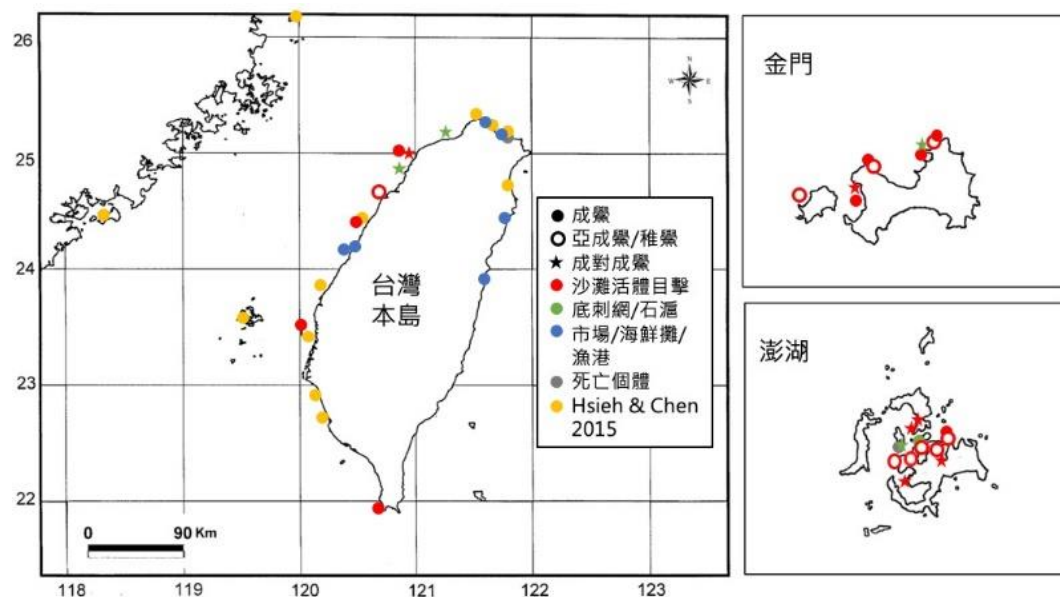 26
25
24
23
22
118
119
120
121
122
123
N
W
E
S
台灣
本島
0
90 Km
成鱟
亞成鱟/稚鱟
成對成鱟
沙灘活體目擊
底刺網/石滬
市場/海鮮攤/
漁港
死亡個體
Hsieh & Chen
2015
金門
澎湖